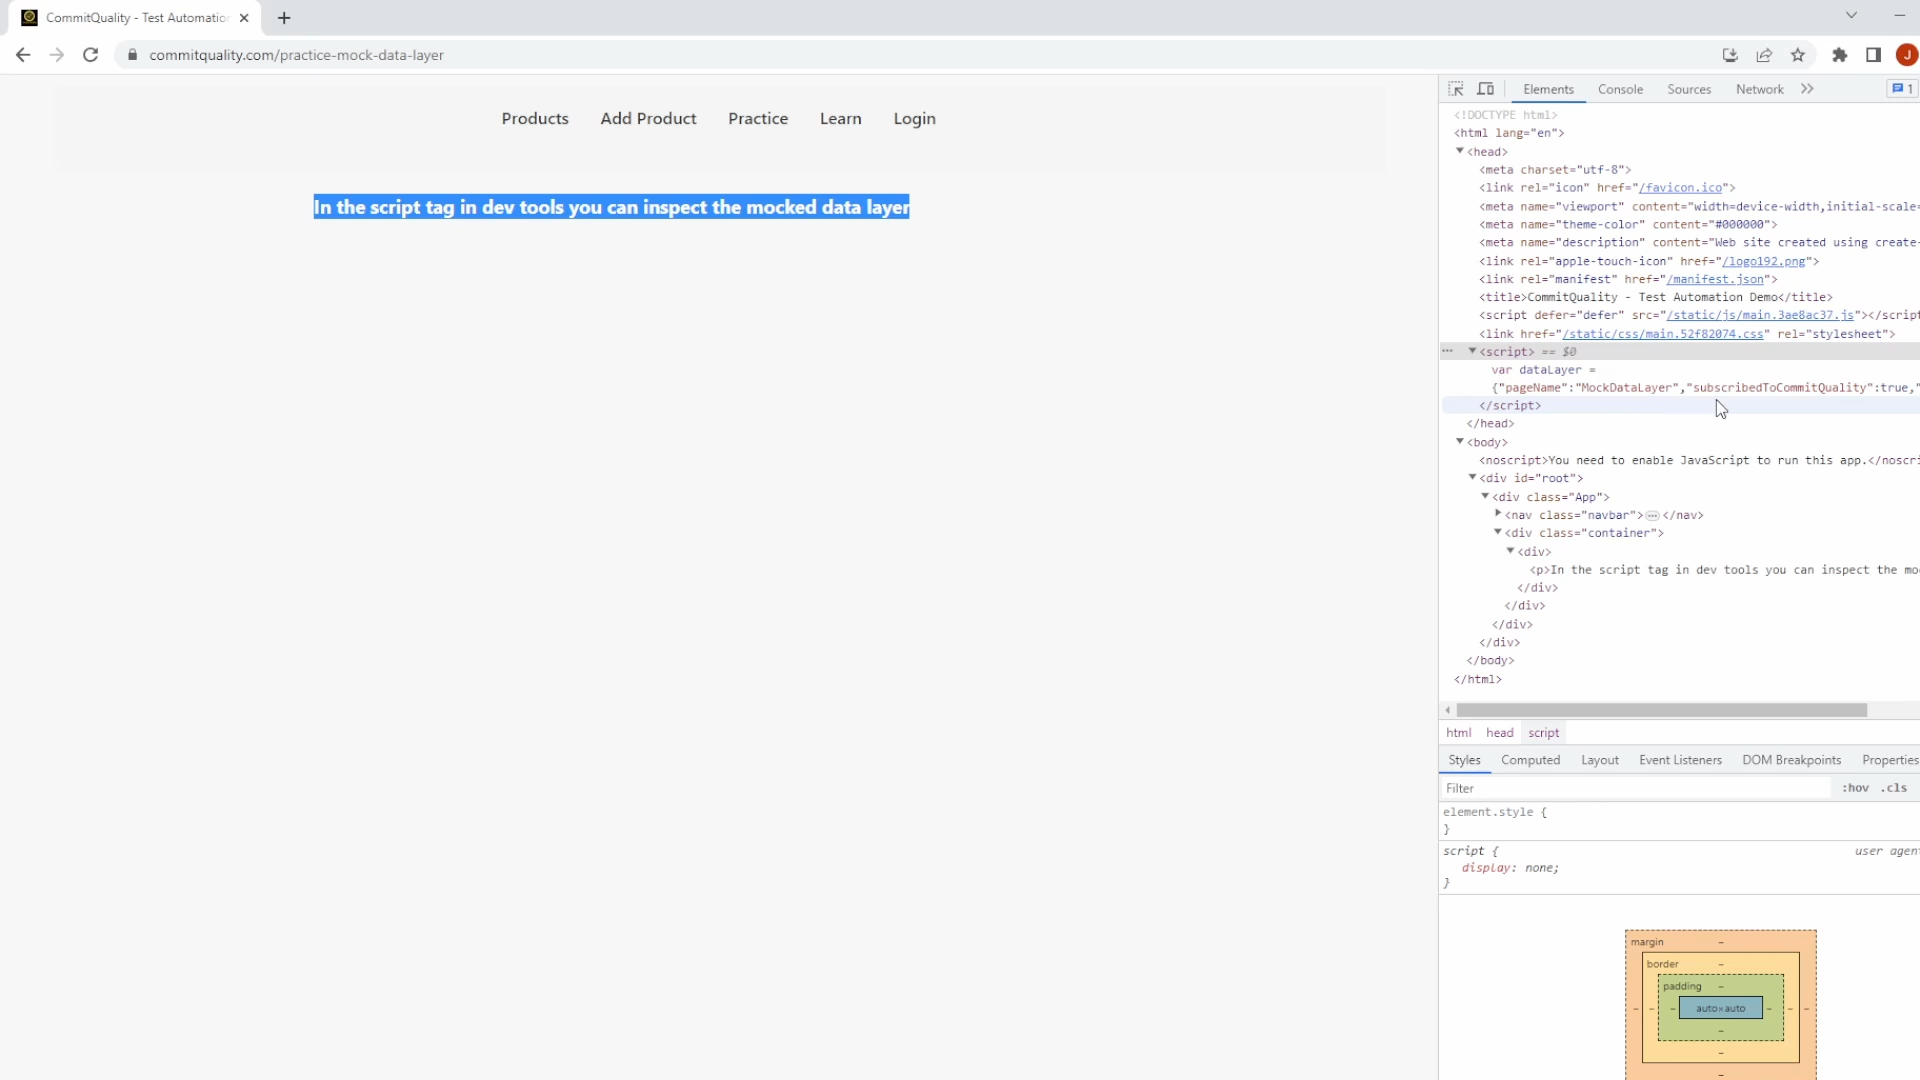 CommitQuality - Test Automation
commitquality.com/practice-mock-data-layer
J
Products Add Product Practice Learn Login
In the script tag in dev tools you can inspect the mocked data layer
Elements Console Sources Network 1
<!DOCTYPE html>
<html lang="en">
<head>
<meta charset="utf-8">
<link rel="icon" href="/favicon.ico">
<meta name="viewport" content="width=device-width,initial-scale=
<meta name="theme-color" content="#000000">
<meta name="description" content="Web site created using create-
<link rel="apple-touch-icon" href="/logo192.png">
<link rel="manifest" href="/manifest.json">
<title>CommitQuality - Test Automation Demo</title>
<script defer="defer" src="/static/js/main.3ae8ac37.js"></script
<link href="/static/css/main.52f82074.css" rel="stylesheet">
<script> == $0
var dataLayer =
{"pageName":"MockDataLayer","subscribedToCommitQuality":true,"
</script>
</head>
<body>
<noscript>You need to enable JavaScript to run this app.</noscri
<div id="root">
<div class="App">
<nav class="navbar">…</nav>
<div class="container">
<div>
<p>In the script tag in dev tools you can inspect the mo
</div>
</div>
</div>
</div>
</body>
</html>
html head script
Styles Computed Layout Event Listeners DOM Breakpoints Properties
Filter :hov .cls
element.style {
}
script { user agent
display: none;
}
margin –
border –
padding –
– – – auto×auto – – –
–
–
–